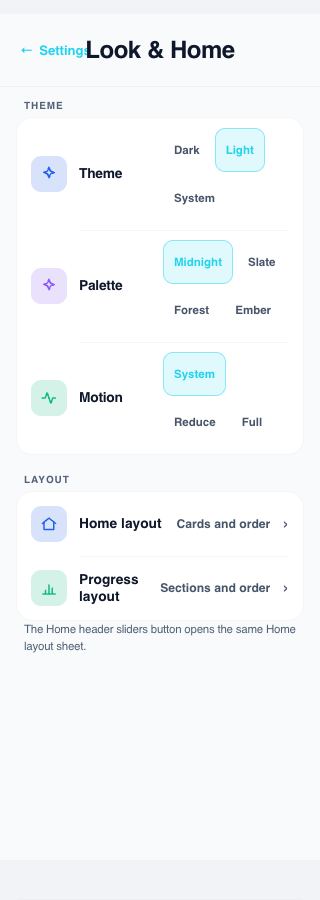 ← Settings Look & Home
THEME
Theme
Dark Light
System
Palette
Midnight Slate
Forest Ember
Motion
System
Reduce Full
LAYOUT
Home layout Cards and order ›
Progress layout Sections and order ›
The Home header sliders button opens the same Home
layout sheet.